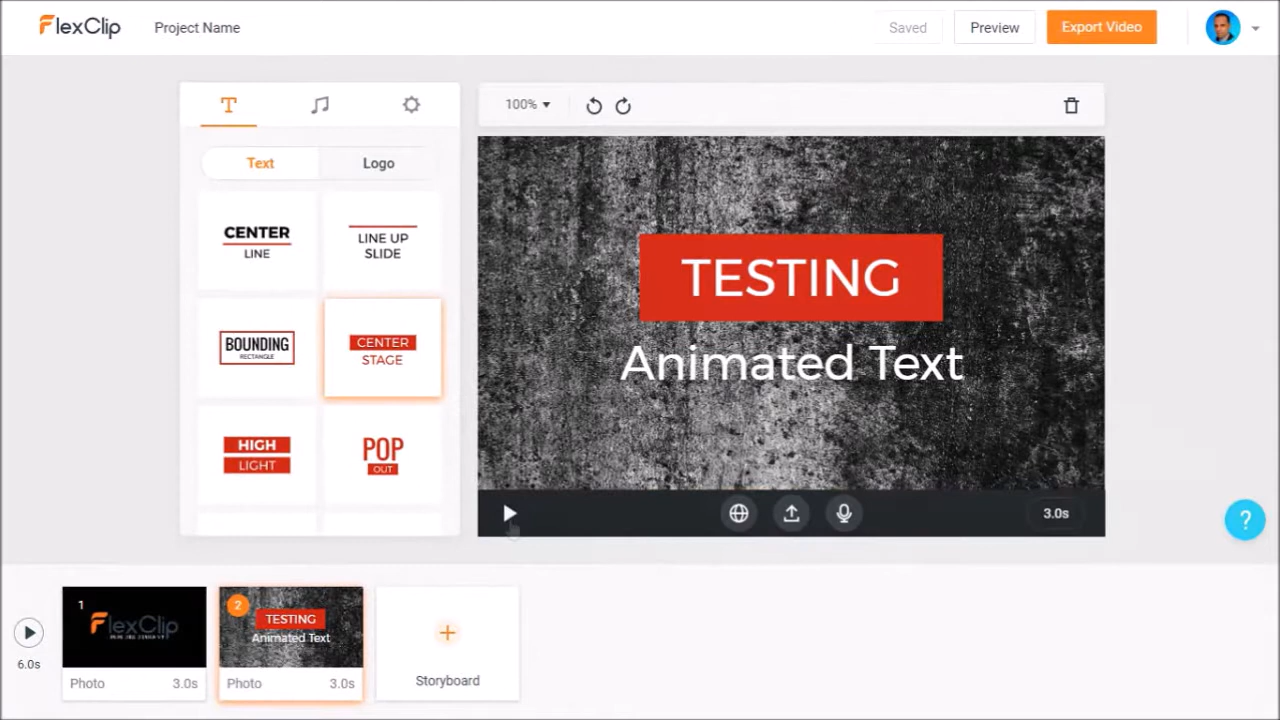 FlexClip
Project Name
Saved
Preview
Export Video
T
100%
Text
Logo
CENTER
LINE
LINE UP
SLIDE
BOUNDING
RECTANGLE
CENTER
STAGE
HIGH
LIGHT
POP
OUT
TESTING
Animated Text
3.0s
?
6.0s
1
FlexClip
Photo
3.0s
2
TESTING
Animated Text
Photo
3.0s
+
Storyboard